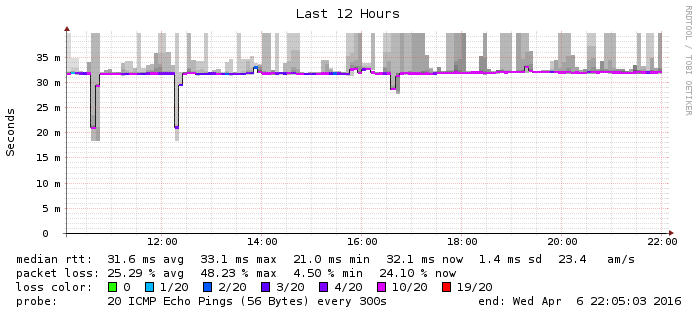 Last 12 Hours
RRDTOOL / TOBI OETIKER
Seconds
35 m
30 m
25 m
20 m
15 m
10 m
5 m
0
12:00 14:00 16:00 18:00 20:00 22:00
median rtt: 31.6 ms avg 33.1 ms max 21.0 ms min 32.1 ms now 1.4 ms sd 23.4 am/s
packet loss: 25.29 % avg 48.23 % max 4.50 % min 24.10 % now
loss color: 0 1/20 2/20 3/20 4/20 10/20 19/20
probe: 20 ICMP Echo Pings (56 Bytes) every 300s end: Wed Apr 6 22:05:03 2016